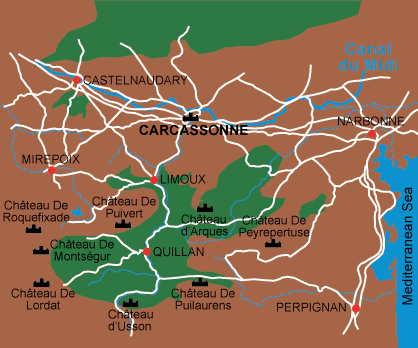 Canal
du Midi
CASTELNAUDARY
NARBONNE
CARCASSONNE
MIREPOIX
LIMOUX
Château De
Roquefixade
Château De
Puivert
Château
d'Arques
Château De
Peyrepertuse
Château De
Montségur
QUILLAN
Mediterranean Sea
Château De
Lordat
Château
d'Usson
Château De
Puilaurens
PERPIGNAN